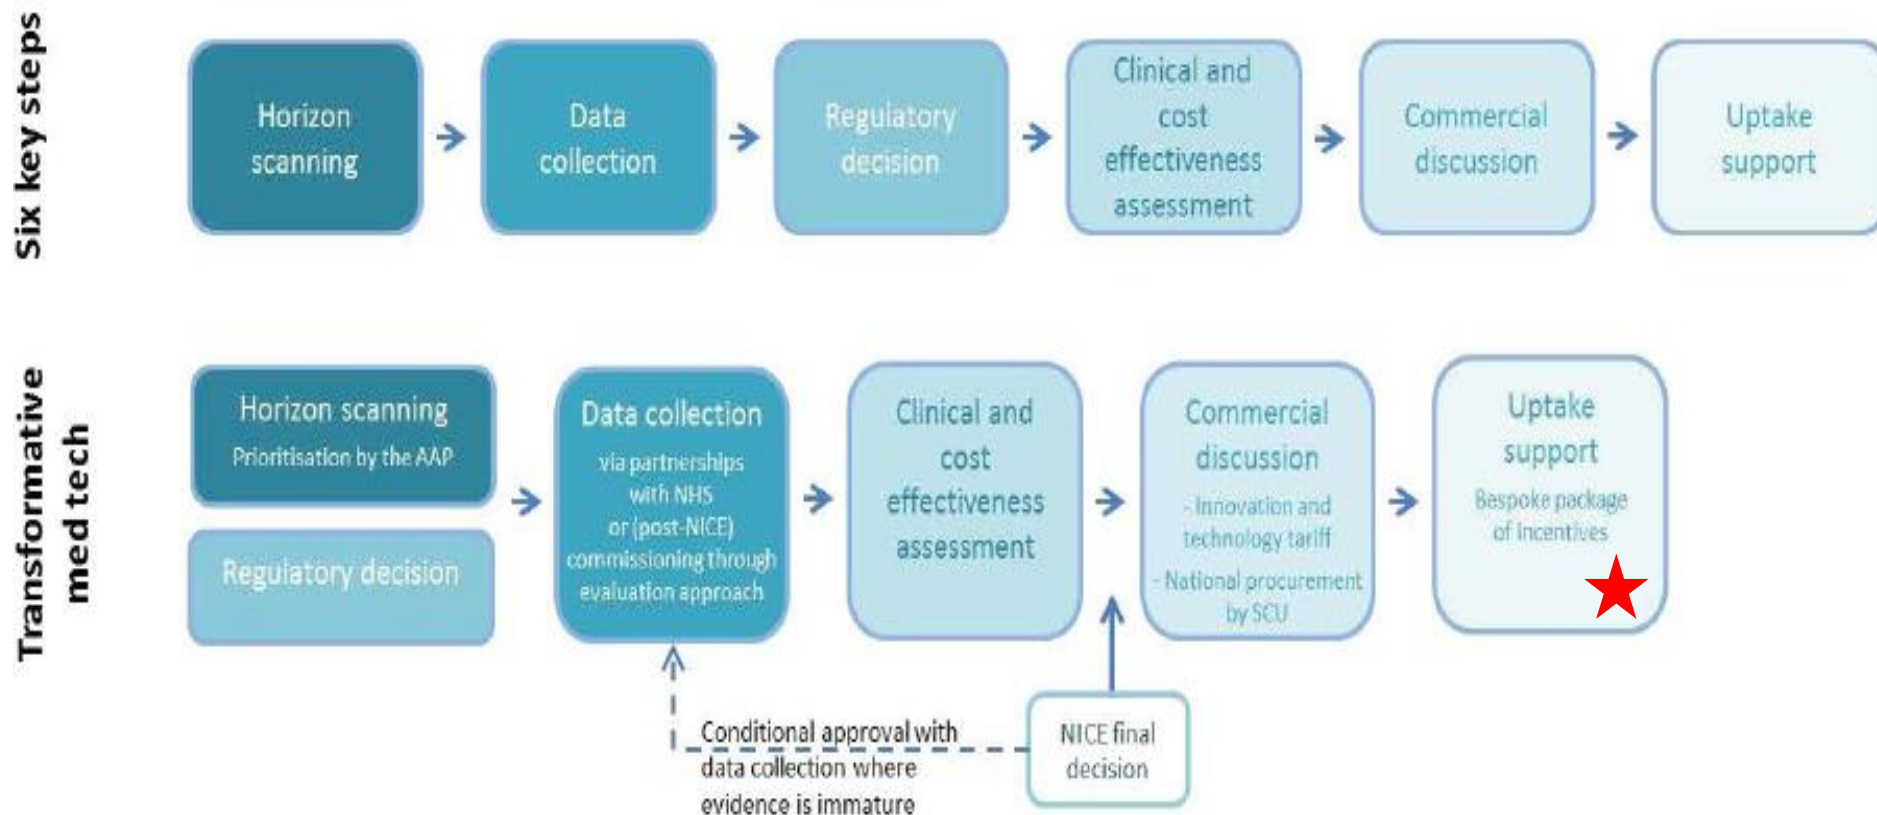 Six key steps
Horizon
scanning
Data
collection
Regulatory
decision
Clinical and
cost
effectiveness
assessment
Commercial
discussion
Uptake
support
Transformative
med tech
Horizon scanning
Prioritisation by the AAP
Regulatory decision
Data collection
via partnerships
with NHS
or (post-NICE)
commissioning through
evaluation approach
Clinical and
cost
effectiveness
assessment
Commercial
discussion
- Innovation and
technology tariff
- National procurement
by SCU
Uptake
support
Bespoke package
of Incentives
Conditional approval with
data collection where
evidence is immature
NICE final
decision